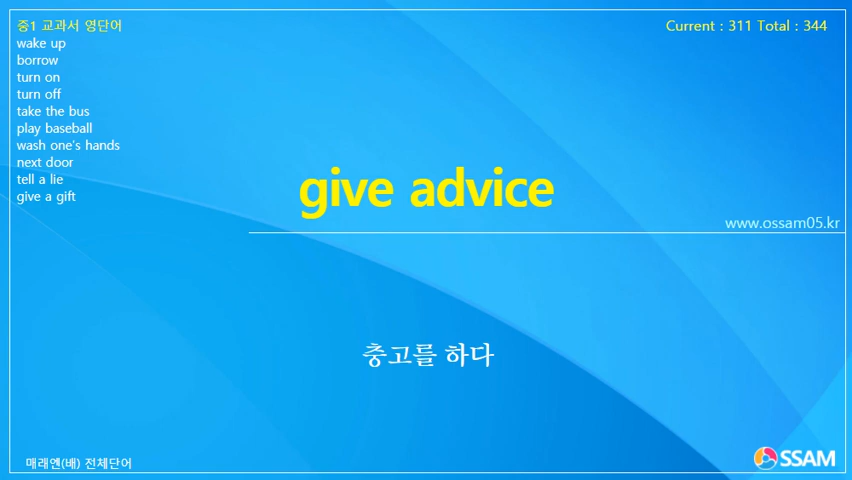 중1 교과서 영단어
Current : 311 Total : 344
wake up
borrow
turn on
turn off
take the bus
play baseball
wash one's hands
next door
tell a lie
give a gift
give advice
www.ossam05.kr
충고를 하다
매래엔(배) 전체단어
OSSAM